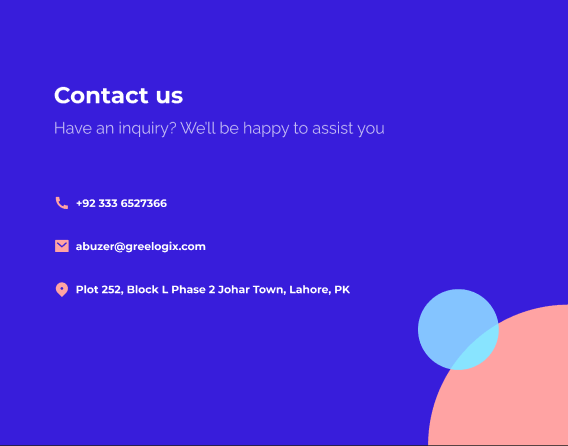 Contact us
Have an inquiry? We'll be happy to assist you
+92 333 6527366
abuzer@greelogix.com
Plot 252, Block L Phase 2 Johar Town, Lahore, PK